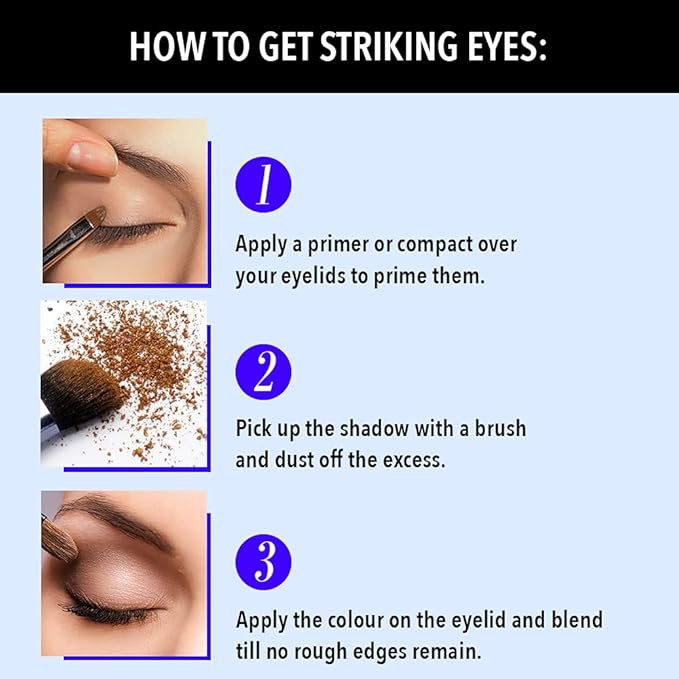 HOW TO GET STRIKING EYES:
1
Apply a primer or compact over
your eyelids to prime them.
2
Pick up the shadow with a brush
and dust off the excess.
3
Apply the colour on the eyelid and blend
till no rough edges remain.